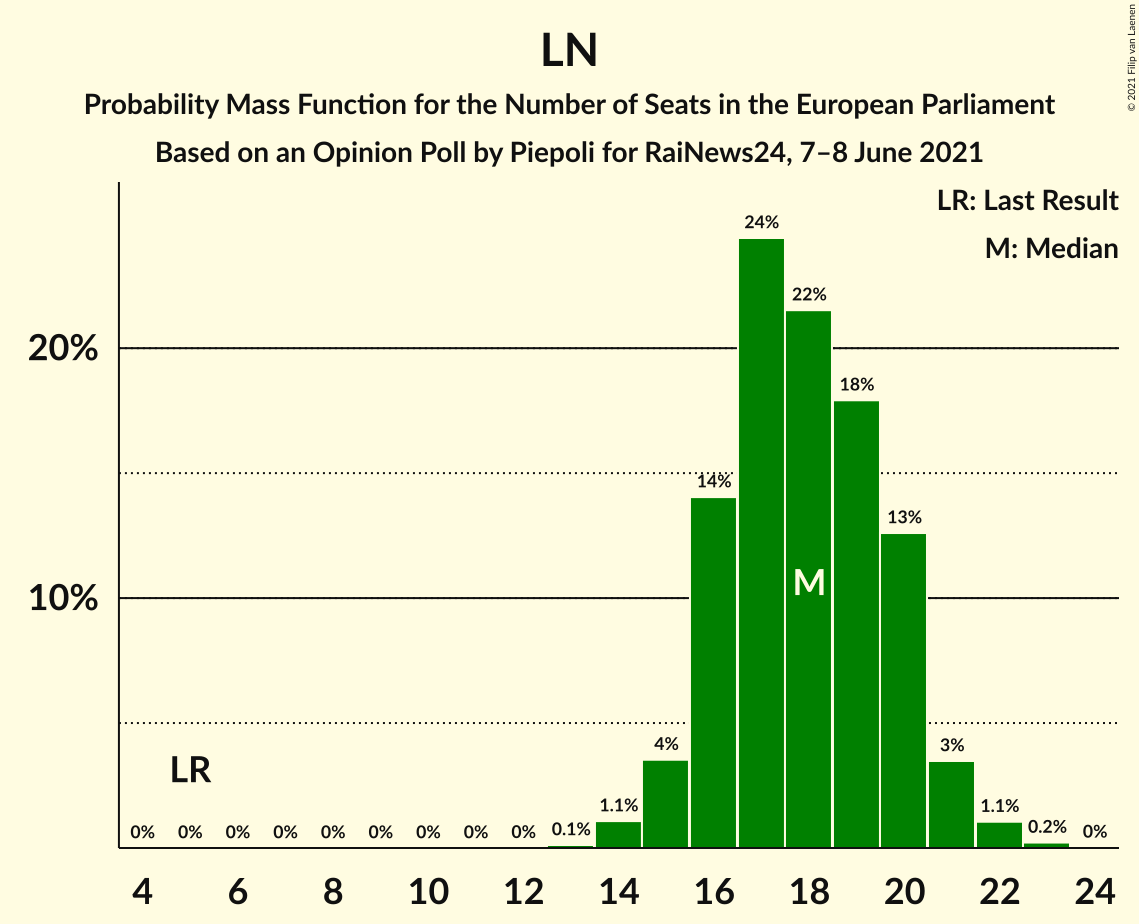 LN
Probability Mass Function for the Number of Seats in the European Parliament
Based on an Opinion Poll by Piepoli for RaiNews24, 7–8 June 2021
© 2021 Filip van Laenen
LR: Last Result
M: Median
24%
22%
20%
18%
14%
13%
M
10%
4%
3%
LR
1.1%
1.1%
0% 0% 0% 0% 0% 0% 0% 0% 0% 0.1% 0.2% 0%
4 6 8 10 12 14 16 18 20 22 24